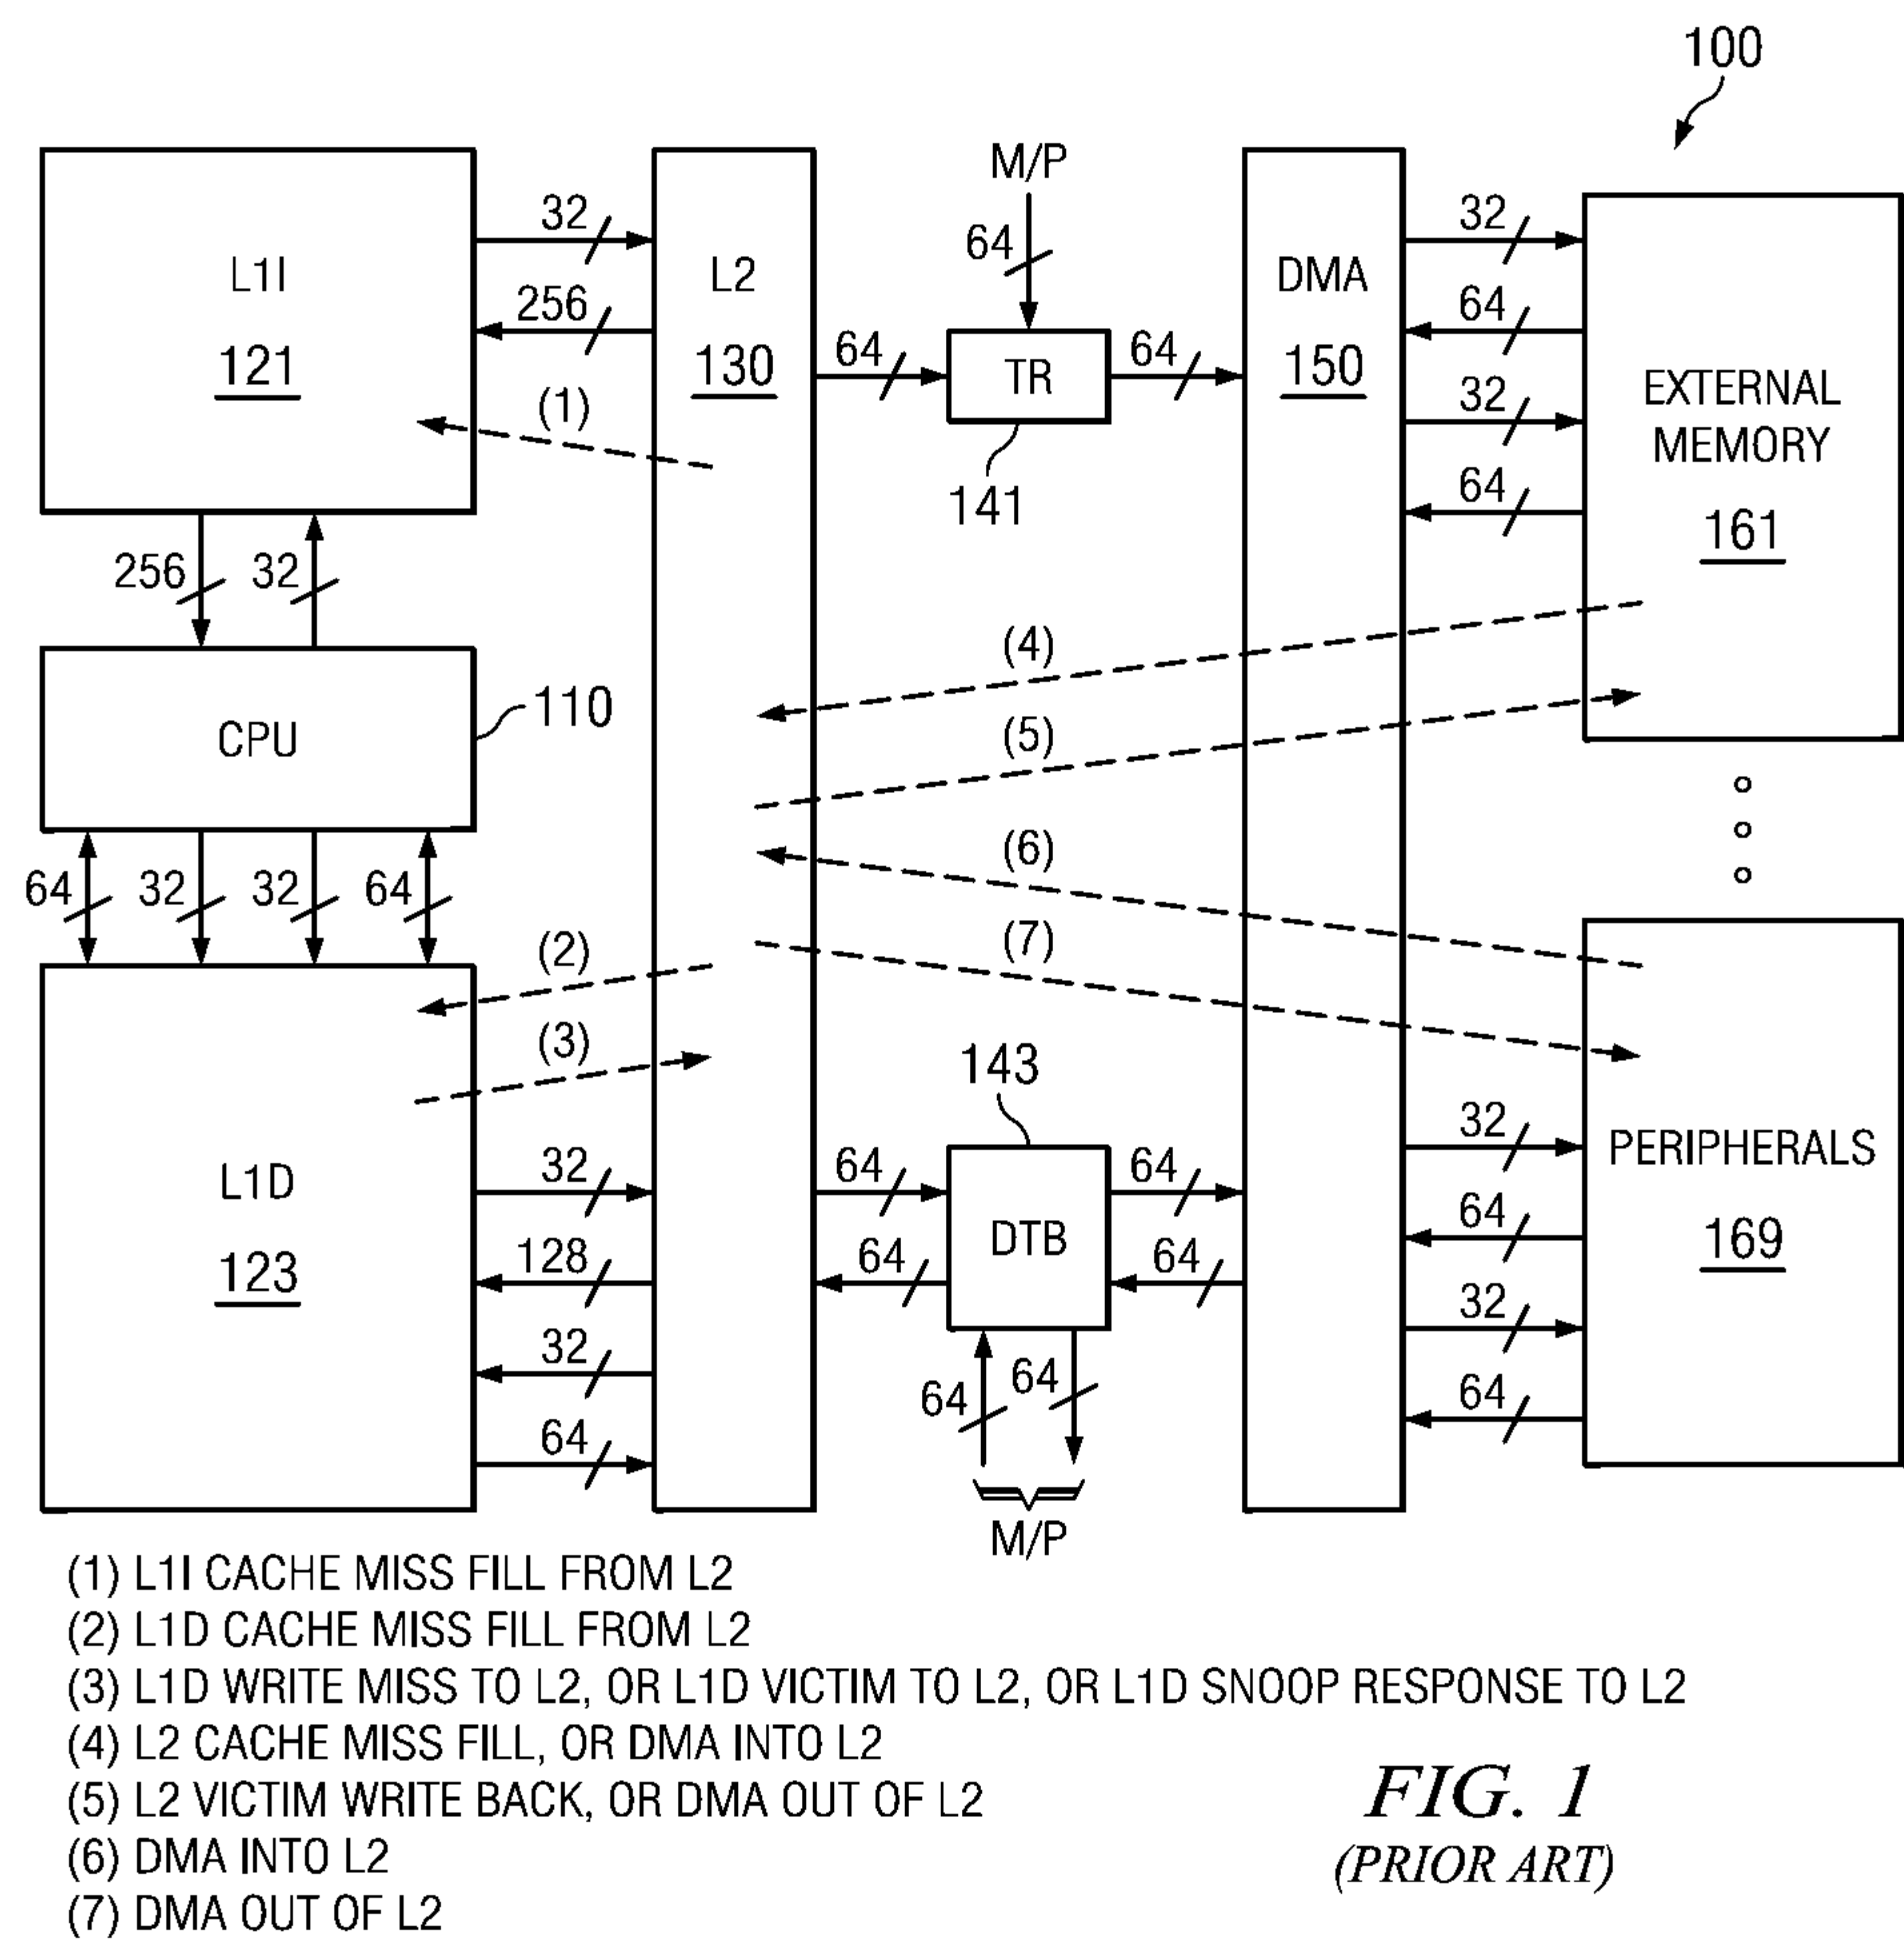 100
M/P
32
L1I
121
256
(1)
L2
130
64
64
TR
64
141
DMA
150
32
64
32
64
EXTERNAL
MEMORY
161
256
32
CPU
110
(4)
(5)
(6)
(7)
64
32
32
64
(2)
(3)
L1D
123
32
128
32
64
143
64
64
DTB
64
64
64
64
M/P
32
64
32
64
PERIPHERALS
169
(1) L1I CACHE MISS FILL FROM L2
(2) L1D CACHE MISS FILL FROM L2
(3) L1D WRITE MISS TO L2, OR L1D VICTIM TO L2, OR L1D SNOOP RESPONSE TO L2
(4) L2 CACHE MISS FILL, OR DMA INTO L2
(5) L2 VICTIM WRITE BACK, OR DMA OUT OF L2
(6) DMA INTO L2
(7) DMA OUT OF L2
FIG. 1
(PRIOR ART)